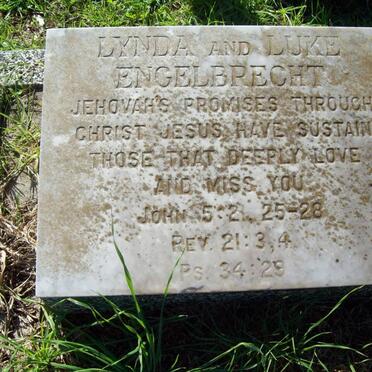 LYNDA AND LUKE
ENGELBRECHT
JEHOVAH'S PROMISES THROUGH
CHRIST JESUS, HAVE SUSTAIN
THOSE THAT DEEPLY LOVE
AND MISS YOU
JOHN 5:21, 25-28
REV. 21:3,4
Ps. 34:29